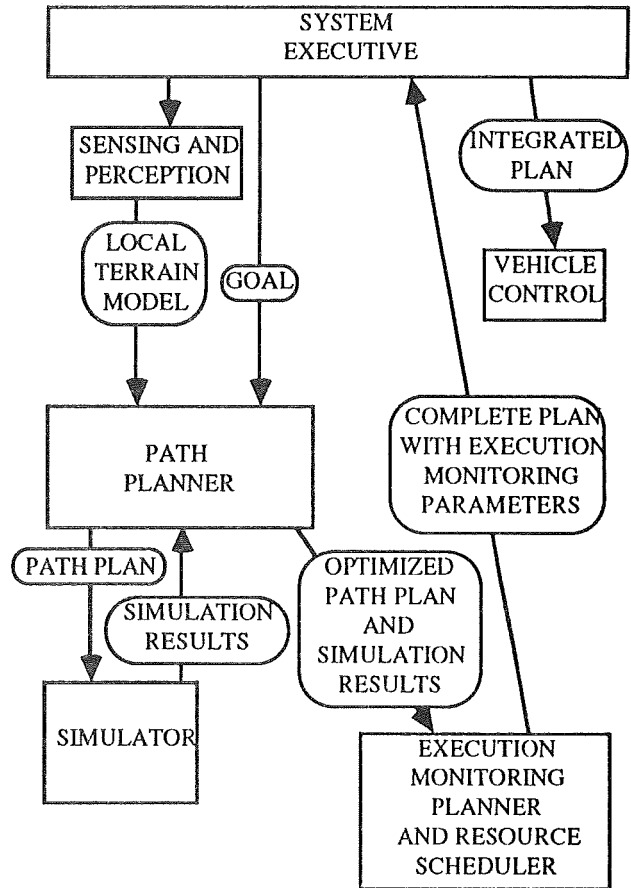 SYSTEM
EXECUTIVE
SENSING AND
PERCEPTION
INTEGRATED
PLAN
LOCAL
TERRAIN
MODEL
GOAL
VEHICLE
CONTROL
PATH
PLANNER
COMPLETE PLAN
WITH EXECUTION
MONITORING
PARAMETERS
PATH PLAN
SIMULATION
RESULTS
OPTIMIZED
PATH PLAN
AND
SIMULATION
RESULTS
SIMULATOR
EXECUTION
MONITORING
PLANNER
AND RESOURCE
SCHEDULER